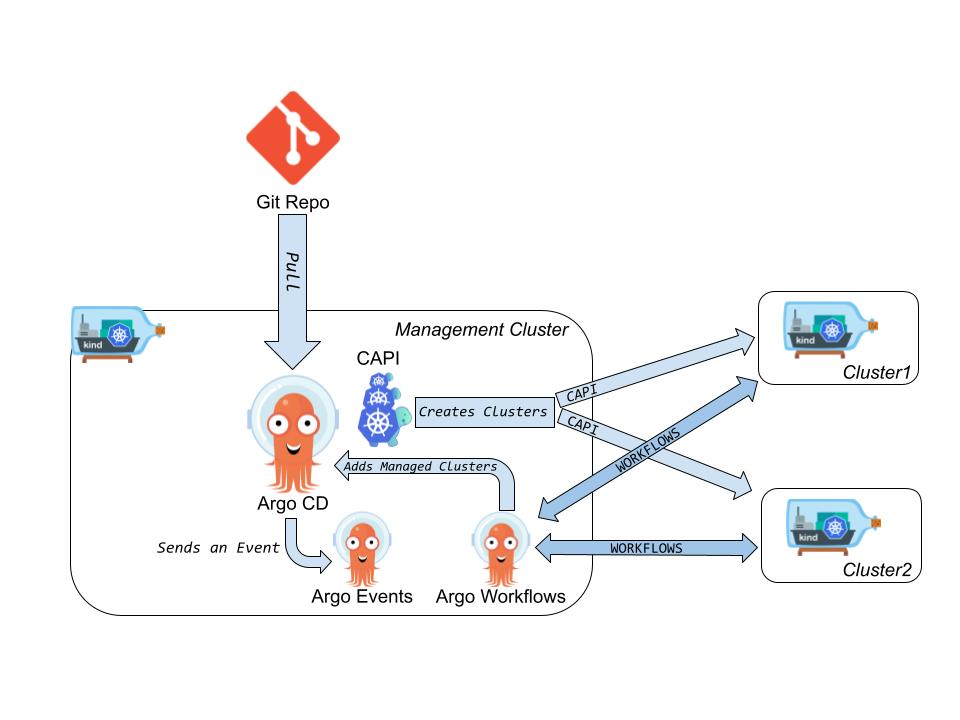 Git Repo
Pull
kind
Management Cluster
CAPI
Creates Clusters
CAPI
CAPI
kind
Cluster1
Adds Managed Clusters
WORKFLOWS
Argo CD
Sends an Event
WORKFLOWS
kind
Cluster2
Argo Events
Argo Workflows